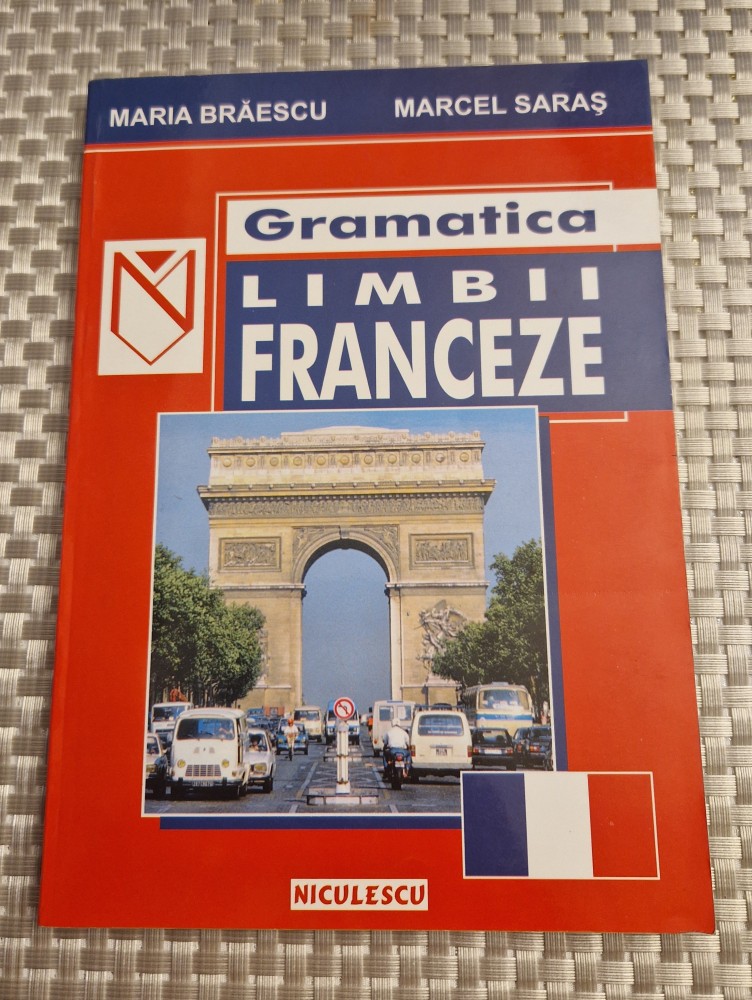 MARIA BRĂESCU MARCEL SARAŞ
Gramatica
LIMBII
FRANCEZE
NICULESCU